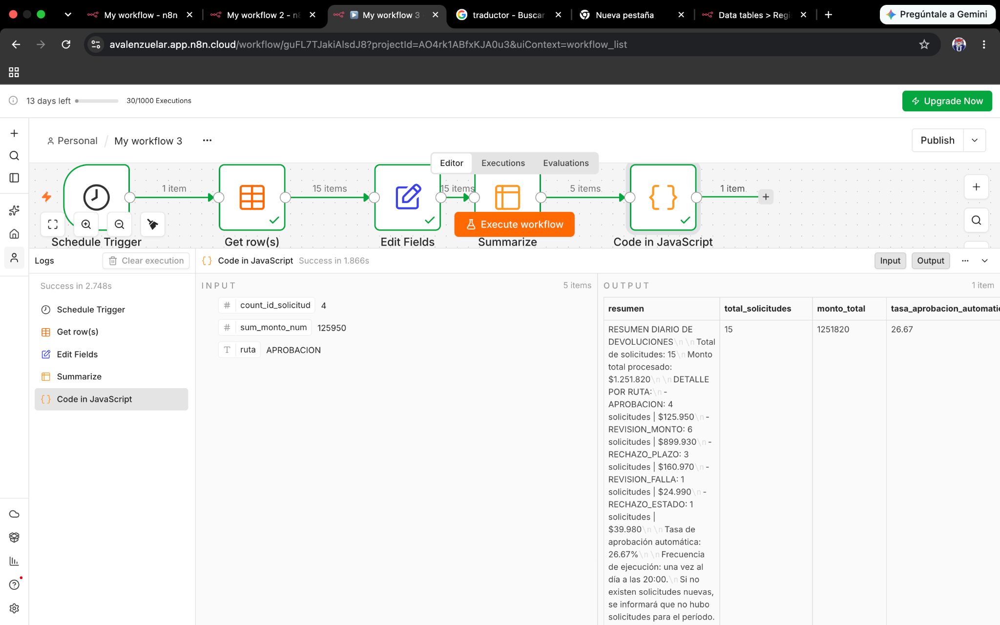 My workflow - n8n
My workflow 2 - n8
My workflow 3
traductor - Buscar
Nueva pestaña
Data tables > Regi
Pregúntale a Gemini
avalenzuelar.app.n8n.cloud/workflow/guFL7TJakiAlsdJ8?projectId=AO4rk1ABfxKJA0u3&uiContext=workflow_list
13 days left
30/1000 Executions
Upgrade Now
Personal / My workflow 3
Publish
Editor
Executions
Evaluations
1 item
15 items
15 items
5 items
1 item
Execute workflow
Schedule Trigger
Get row(s)
Edit Fields
Summarize
Code in JavaScript
Logs
Clear execution
Code in JavaScript Success in 1.866s
Input
Output
Success in 2.748s
Schedule Trigger
Get row(s)
Edit Fields
Summarize
Code in JavaScript
INPUT
5 items
# count_id_solicitud 4
# sum_monto_num 125950
T ruta APROBACION
OUTPUT
1 item
resumen total_solicitudes monto_total tasa_aprobacion_automatic
15 1251820 26.67
RESUMEN DIARIO DE
DEVOLUCIONES\n\nTotal
de solicitudes: 15\nMonto
total procesado:
$1.251.820\n\nDETALLE
POR RUTA:\n-
APROBACION: 4
solicitudes | $125.950\n-
REVISION_MONTO: 6
solicitudes | $899.930\n-
RECHAZO_PLAZO: 3
solicitudes | $160.970\n-
REVISION_FALLA: 1
solicitudes | $24.990\n-
RECHAZO_ESTADO: 1
solicitudes |
$39.980\n\nTasa de
aprobación automática:
26.67%\n\nFrecuencia
de ejecución: una vez al
día a las 20:00.\nSi no
existen solicitudes nuevas,
se informará que no hubo
solicitudes para el período.